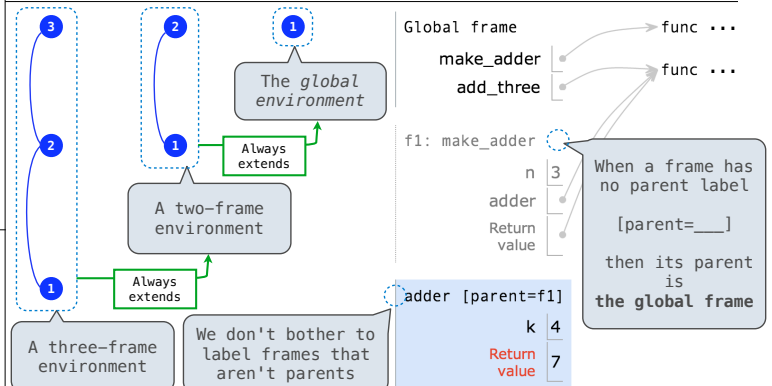 3
2
1
2
1
1
The global
environment
Always
extends
A two-frame
environment
Always
extends
A three-frame
environment
We don't bother to
label frames that
aren't parents
Global frame
make_adder
add_three
func ...
func ...
f1: make_adder
n 3
adder
Return
value
adder [parent=f1]
k 4
Return
value 7
When a frame has
no parent label
[parent=___]
then its parent
is
the global frame